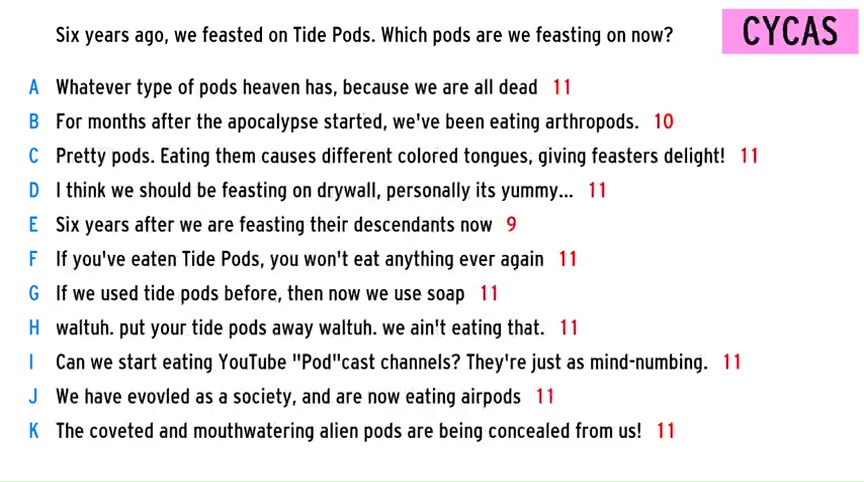 Six years ago, we feasted on Tide Pods. Which pods are we feasting on now?
CYCAS
A Whatever type of pods heaven has, because we are all dead 11
B For months after the apocalypse started, we've been eating arthropods. 10
C Pretty pods. Eating them causes different colored tongues, giving feasters delight! 11
D I think we should be feasting on drywall, personally its yummy... 11
E Six years after we are feasting their descendants now 9
F If you've eaten Tide Pods, you won't eat anything ever again 11
G If we used tide pods before, then now we use soap 11
H waltuh. put your tide pods away waltuh. we ain't eating that. 11
I Can we start eating YouTube "Pod"cast channels? They're just as mind-numbing. 11
J We have evovled as a society, and are now eating airpods 11
K The coveted and mouthwatering alien pods are being concealed from us! 11